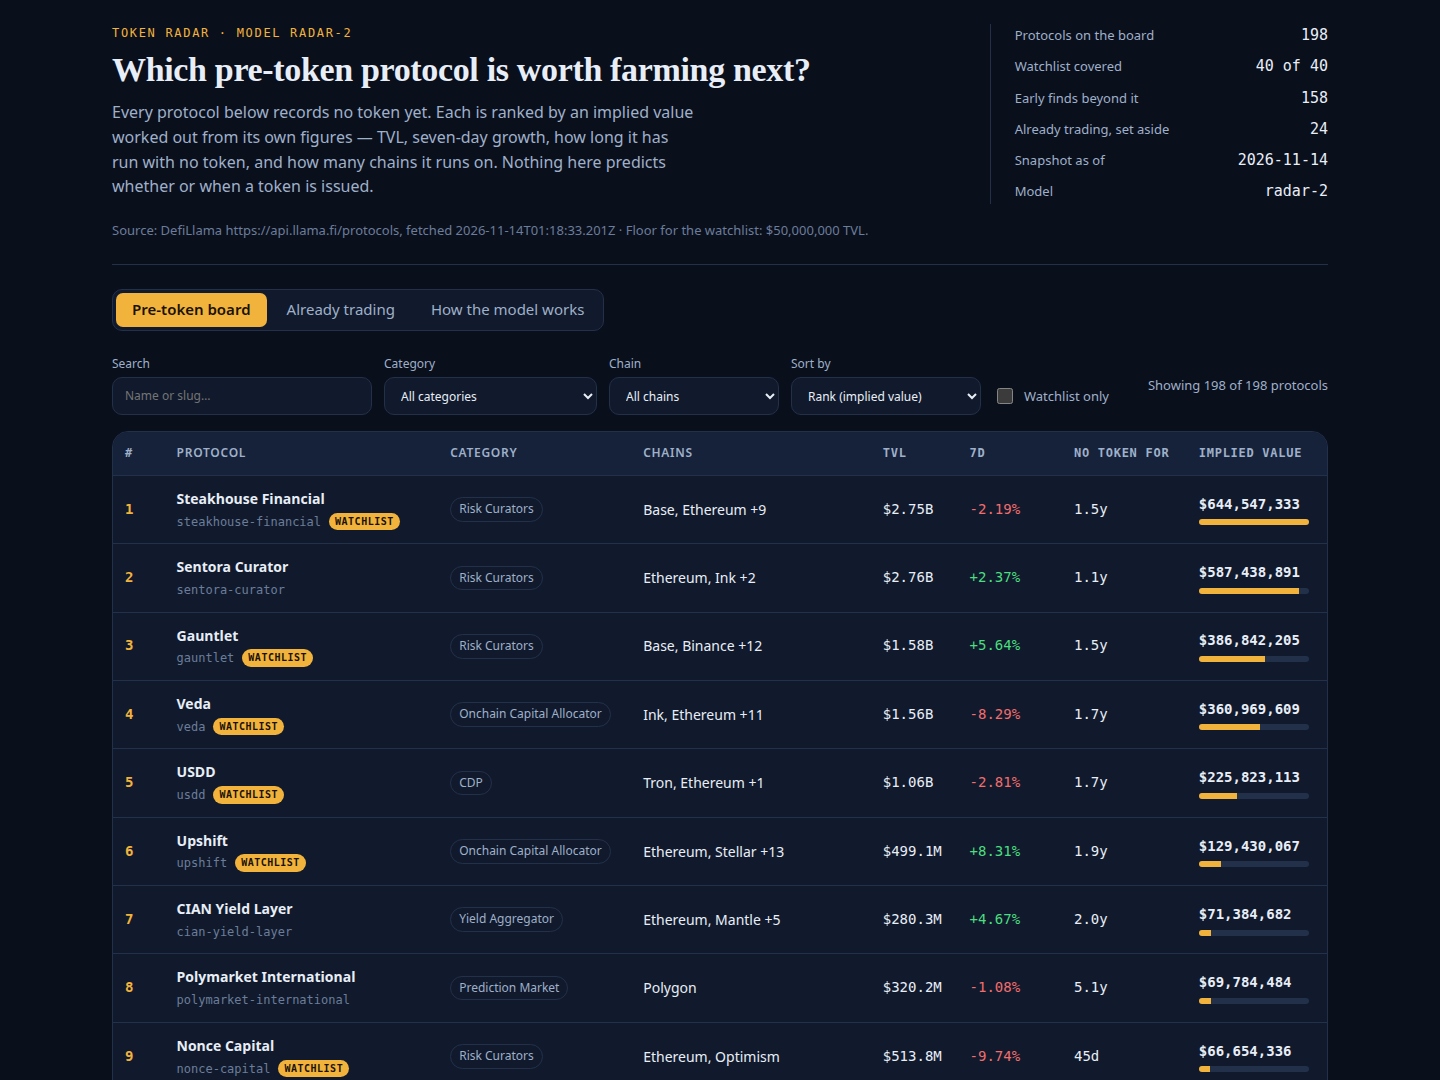 TOKEN RADAR · MODEL RADAR-2
Which pre-token protocol is worth farming next?
Every protocol below records no token yet. Each is ranked by an implied value
worked out from its own figures — TVL, seven-day growth, how long it has
run with no token, and how many chains it runs on. Nothing here predicts
whether or when a token is issued.
Source: DefiLlama https://api.llama.fi/protocols, fetched 2026-11-14T01:18:33.201Z · Floor for the watchlist: $50,000,000 TVL.
Protocols on the board 198
Watchlist covered 40 of 40
Early finds beyond it 158
Already trading, set aside 24
Snapshot as of 2026-11-14
Model radar-2
Pre-token board Already trading How the model works
Search Category Chain Sort by
Name or slug... All categories All chains Rank (implied value) Watchlist only Showing 198 of 198 protocols
# PROTOCOL CATEGORY CHAINS TVL 7D NO TOKEN FOR IMPLIED VALUE
1 Steakhouse Financial Risk Curators Base, Ethereum +9 $2.75B -2.19% 1.5y $644,547,333
steakhouse-financial WATCHLIST
2 Sentora Curator Risk Curators Ethereum, Ink +2 $2.76B +2.37% 1.1y $587,438,891
sentora-curator
3 Gauntlet Risk Curators Base, Binance +12 $1.58B +5.64% 1.5y $386,842,205
gauntlet WATCHLIST
4 Veda Onchain Capital Allocator Ink, Ethereum +11 $1.56B -8.29% 1.7y $360,969,609
veda WATCHLIST
5 USDD CDP Tron, Ethereum +1 $1.06B -2.81% 1.7y $225,823,113
usdd WATCHLIST
6 Upshift Onchain Capital Allocator Ethereum, Stellar +13 $499.1M +8.31% 1.9y $129,430,067
upshift WATCHLIST
7 CIAN Yield Layer Yield Aggregator Ethereum, Mantle +5 $280.3M +4.67% 2.0y $71,384,682
cian-yield-layer
8 Polymarket International Prediction Market Polygon $320.2M -1.08% 5.1y $69,784,484
polymarket-international
9 Nonce Capital Risk Curators Ethereum, Optimism $513.8M -9.74% 45d $66,654,336
nonce-capital WATCHLIST